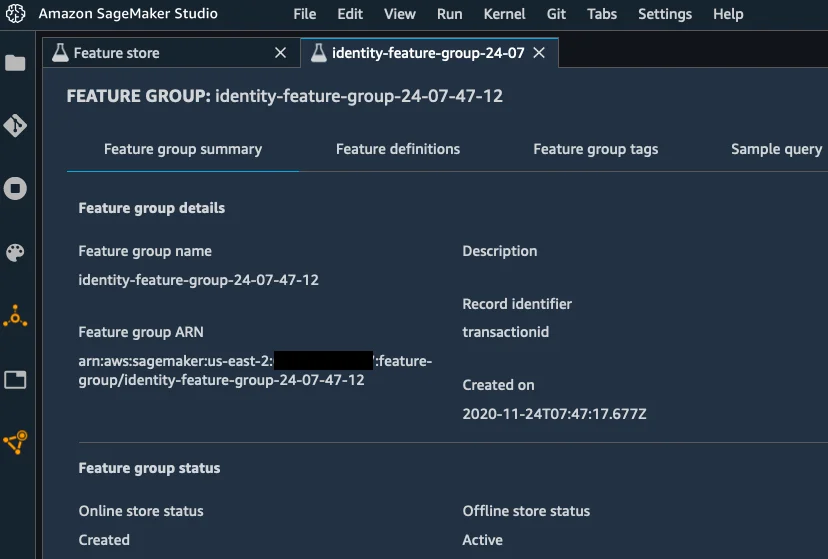 Amazon SageMaker Studio File Edit View Run Kernel Git Tabs Settings Help
Feature store identity-feature-group-24-07
FEATURE GROUP: identity-feature-group-24-07-47-12
Feature group summary Feature definitions Feature group tags Sample query
Feature group details
Feature group name
identity-feature-group-24-07-47-12
Feature group ARN
arn:aws:sagemaker:us-east-2: :feature-
group/identity-feature-group-24-07-47-12
Description
Record identifier
transactionid
Created on
2020-11-24T07:47:17.677Z
Feature group status
Online store status
Created
Offline store status
Active